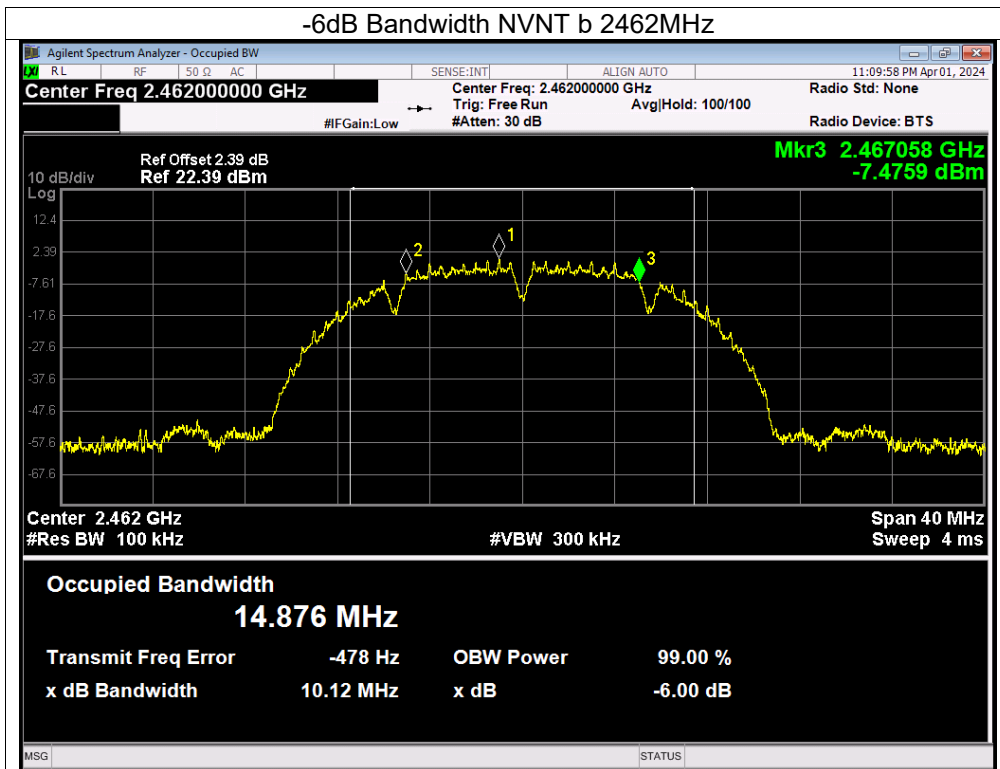 -6dB Bandwidth NVNT b 2462MHz
Agilent Spectrum Analyzer - Occupied BW
LXI RL RF 50 Ω AC SENSE:INT ALIGN AUTO 11:09:58 PM Apr 01, 2024
Center Freq 2.462000000 GHz Center Freq: 2.462000000 GHz Radio Std: None
Trig: Free Run Avg|Hold: 100/100
#IFGain:Low #Atten: 30 dB Radio Device: BTS
Mkr3 2.467058 GHz
-7.4759 dBm
Ref Offset 2.39 dB
10 dB/div Ref 22.39 dBm
Log
12.4
2.39
-7.61
-17.6
-27.6
-37.6
-47.6
-57.6
-67.6
1
2
3
Center 2.462 GHz Span 40 MHz
#Res BW 100 kHz #VBW 300 kHz Sweep 4 ms
Occupied Bandwidth
14.876 MHz
Transmit Freq Error -478 Hz OBW Power 99.00 %
x dB Bandwidth 10.12 MHz x dB -6.00 dB
MSG STATUS